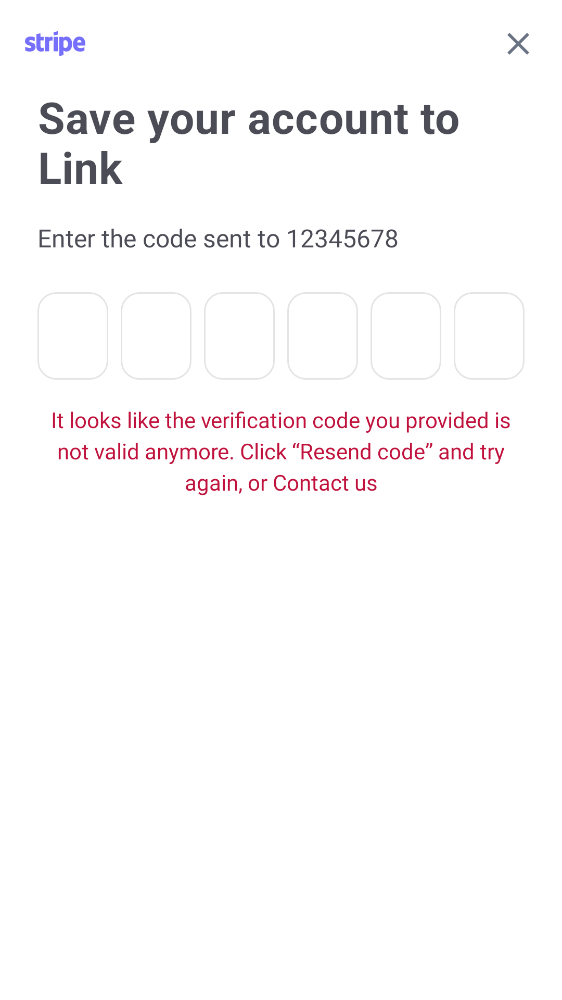 stripe
Save your account to
Link
Enter the code sent to 12345678
It looks like the verification code you provided is
not valid anymore. Click “Resend code” and try
again, or Contact us